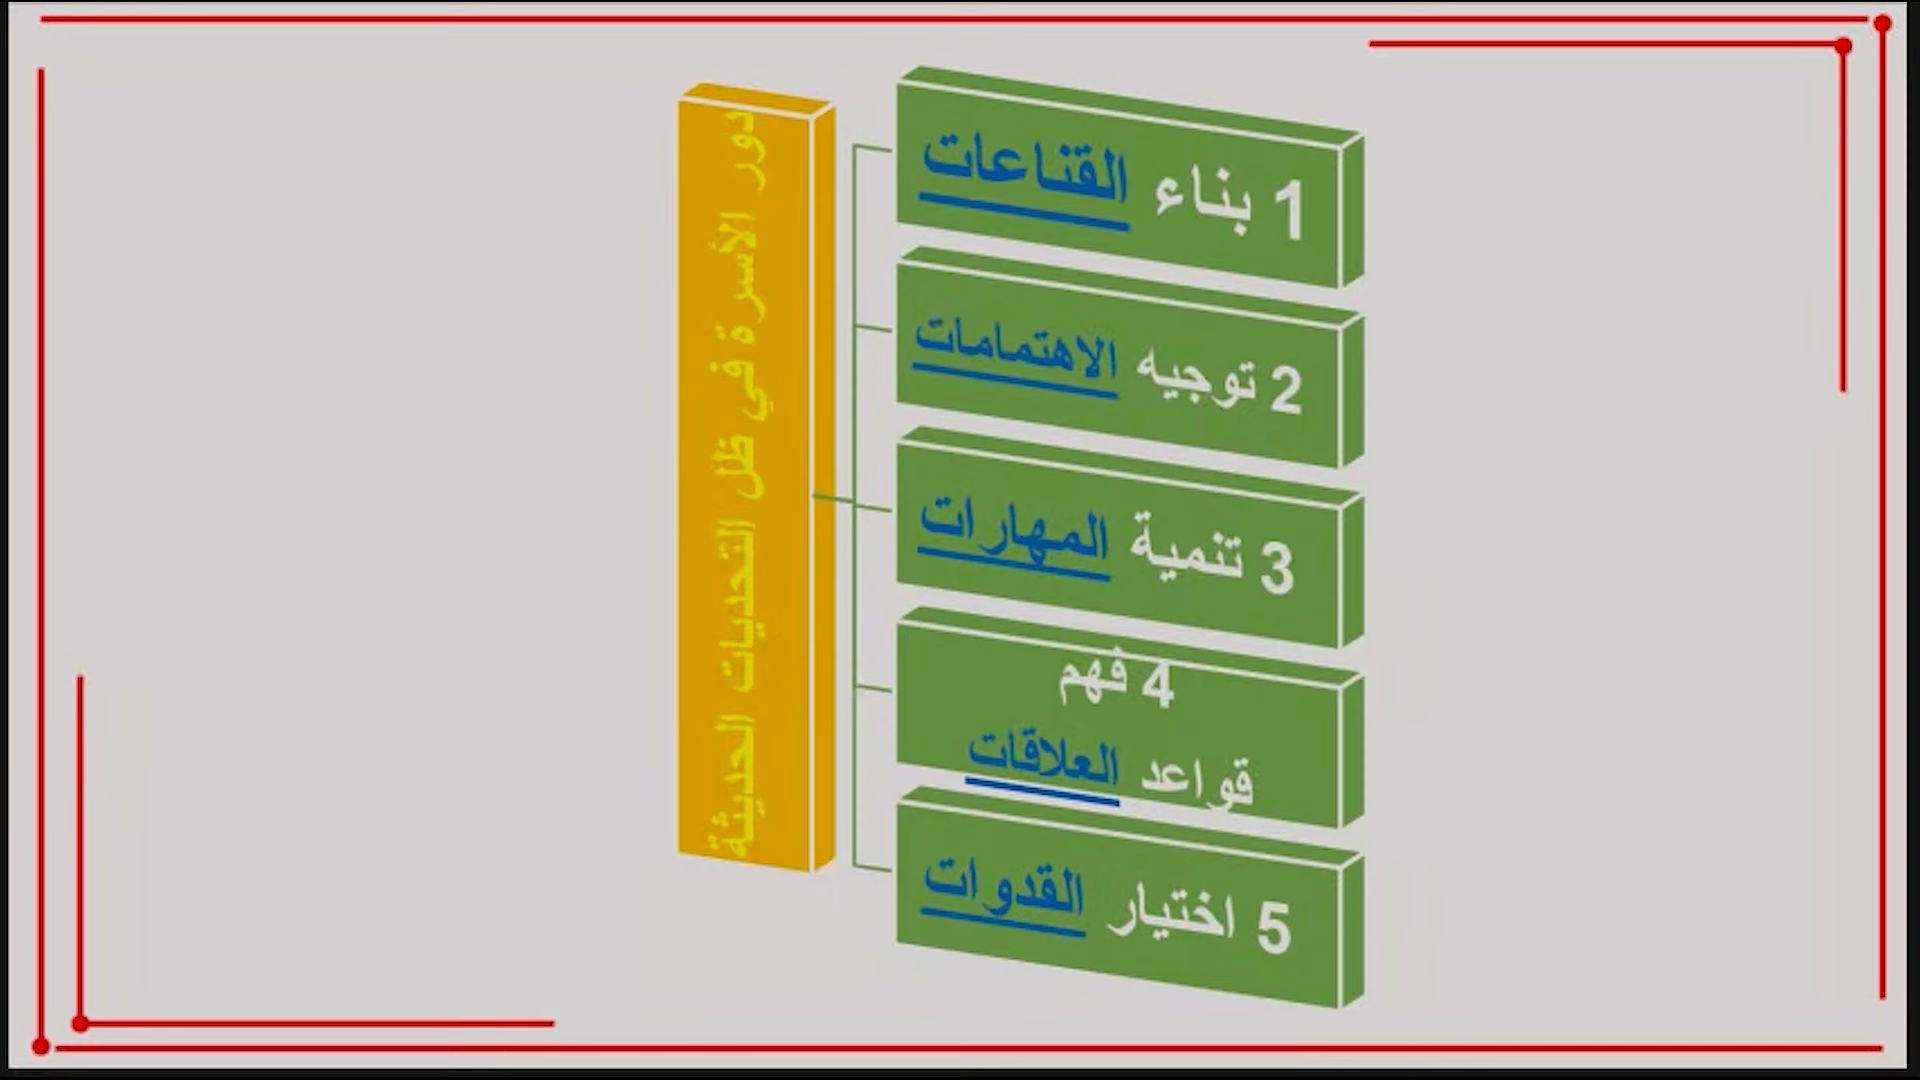 دور الأسرة في ظل التحديات الحديثة
1 بناء القناعات
2 توجيه الاهتمامات
3 تنمية المهارات
4 فهم
قواعد العلاقات
5 اختيار القدوات